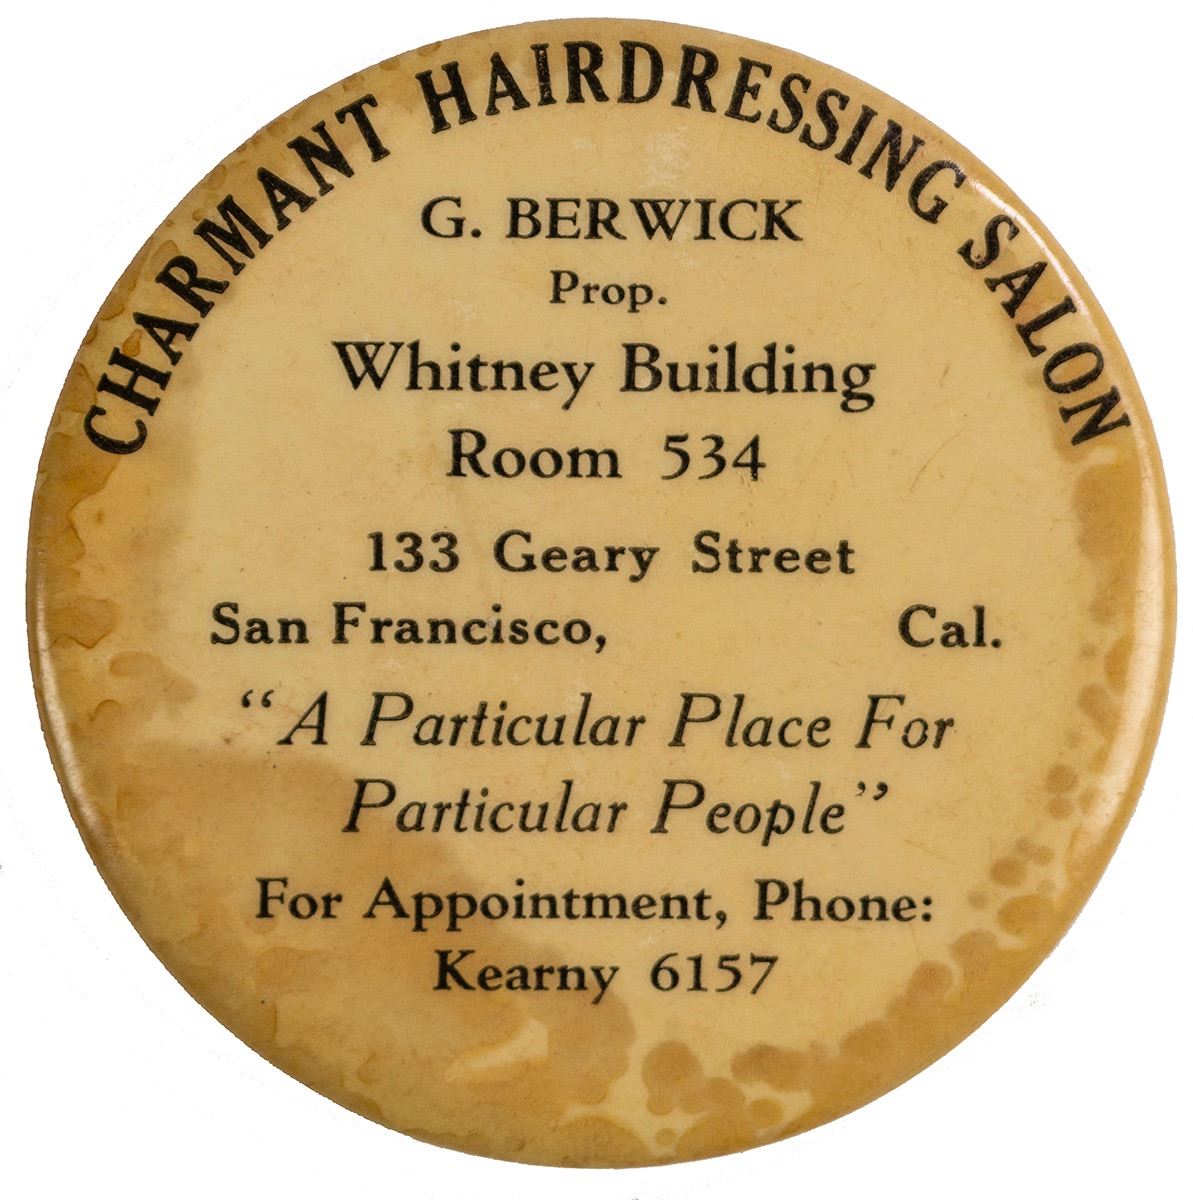 CHARMANT HAIRDRESSING SALON
G. BERWICK
Prop.
Whitney Building
Room 534
133 Geary Street
San Francisco, Cal.
“A Particular Place For
Particular People”
For Appointment, Phone:
Kearny 6157